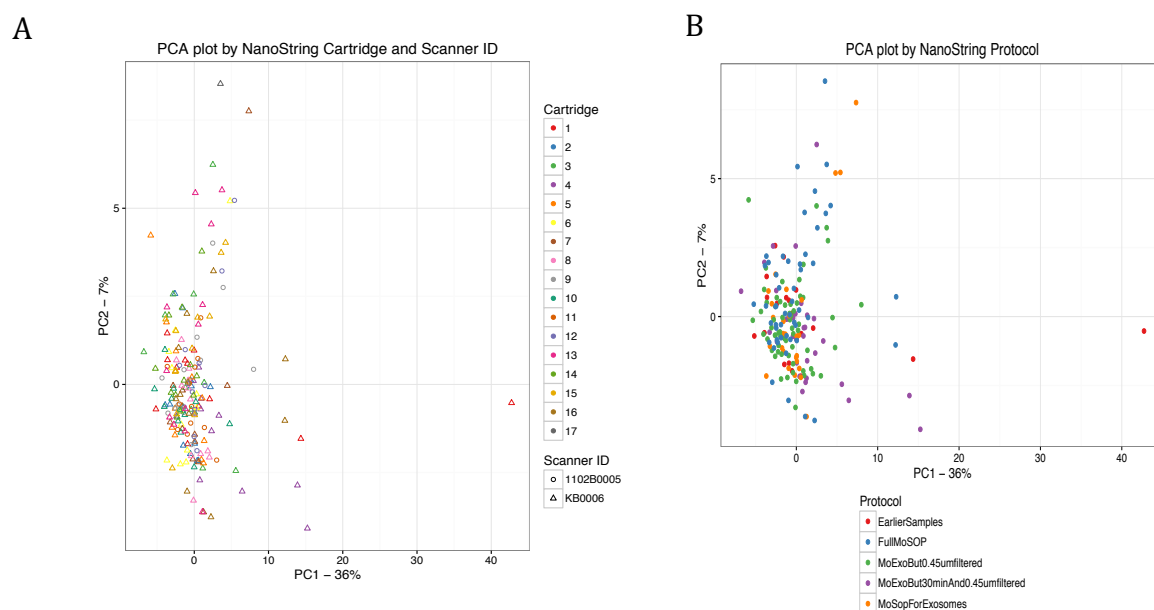 A
PCA plot by NanoString Cartridge and Scanner ID
PC2 – 7%
5
0
0
10
20
30
40
PC1 – 36%
Cartridge
1
2
3
4
5
6
7
8
9
10
11
12
13
14
15
16
17
Scanner ID
1102B0005
KB0006
B
PCA plot by NanoString Protocol
PC2 – 7%
5
0
0
10
20
30
40
PC1 – 36%
Protocol
EarlierSamples
FullMoSOP
MoExoBut0.45unfiltered
MoExoBut30minAnd0.45unfiltered
MoSopForExosomes